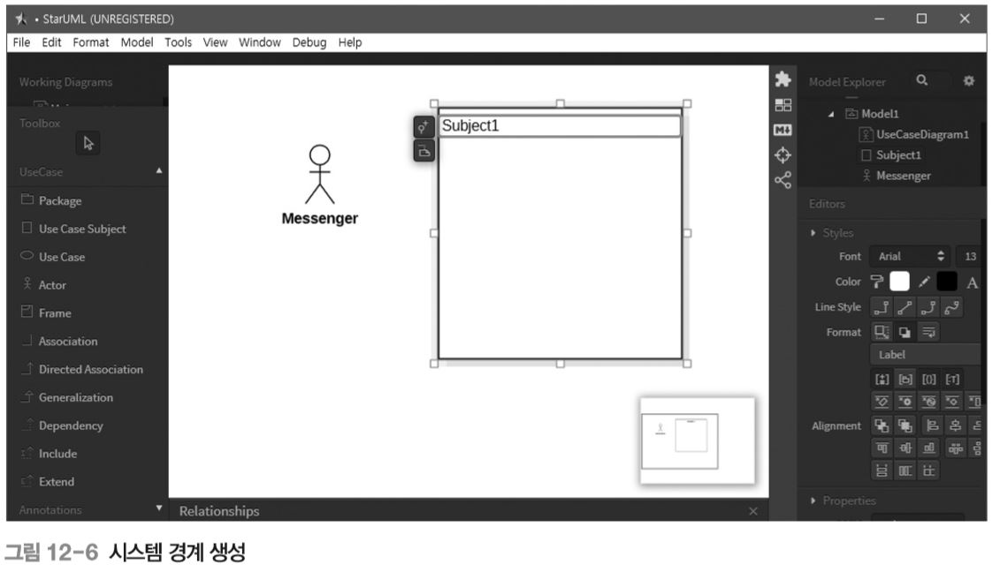 • StarUML (UNREGISTERED)
File Edit Format Model Tools View Window Debug Help
Working Diagrams
Toolbox
UseCase
Package
Use Case Subject
Use Case
Actor
Frame
Association
Directed Association
Generalization
Dependency
Include
Extend
Annotations
Messenger
Subject1
Relationships
M
Model Explorer
Model1
UseCaseDiagram1
Subject1
Messenger
Editors
Styles
Font Arial 13
Color A
Line Style
Format
Label
Alignment
Properties
그림 12-6 시스템 경계 생성